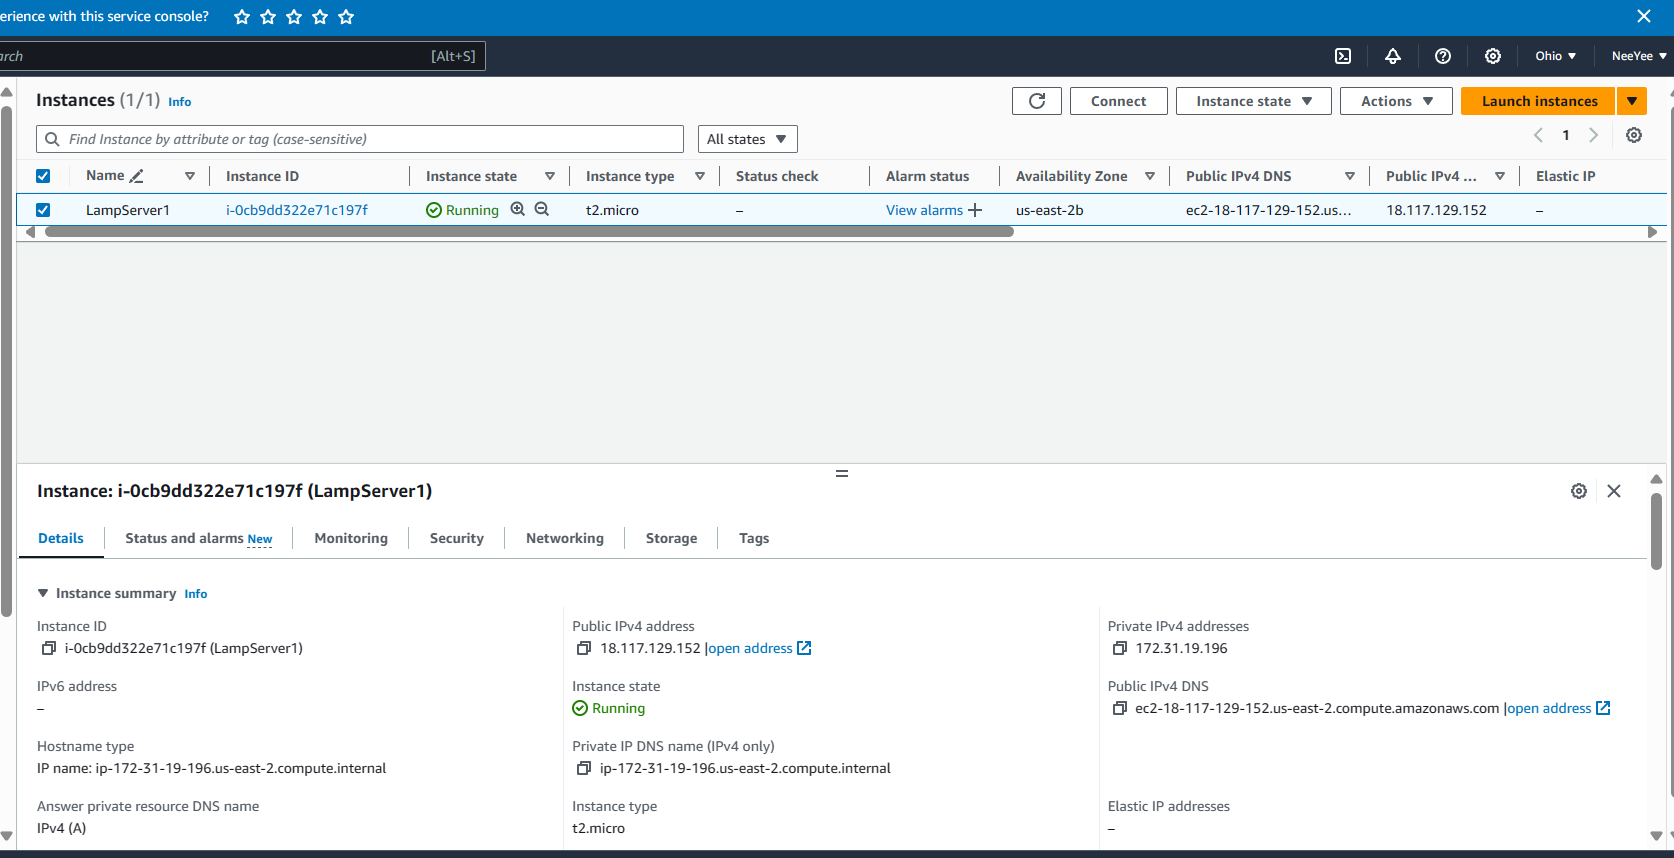 erience with this service console?
arch [Alt+S] Ohio NeeYee
Instances (1/1) Info Connect Instance state Actions Launch instances
Find Instance by attribute or tag (case-sensitive) All states 1
Name Instance ID Instance state Instance type Status check Alarm status Availability Zone Public IPv4 DNS Public IPv4 ... Elastic IP
LampServer1 i-0cb9dd322e71c197f Running t2.micro – View alarms + us-east-2b ec2-18-117-129-152.us... 18.117.129.152 –
Instance: i-0cb9dd322e71c197f (LampServer1)
Details Status and alarms New Monitoring Security Networking Storage Tags
Instance summary Info
Instance ID Public IPv4 address Private IPv4 addresses
i-0cb9dd322e71c197f (LampServer1) 18.117.129.152 |open address 172.31.19.196
IPv6 address Instance state Public IPv4 DNS
– Running ec2-18-117-129-152.us-east-2.compute.amazonaws.com |open address
Hostname type Private IP DNS name (IPv4 only)
IP name: ip-172-31-19-196.us-east-2.compute.internal ip-172-31-19-196.us-east-2.compute.internal
Answer private resource DNS name Instance type Elastic IP addresses
IPv4 (A) t2.micro –